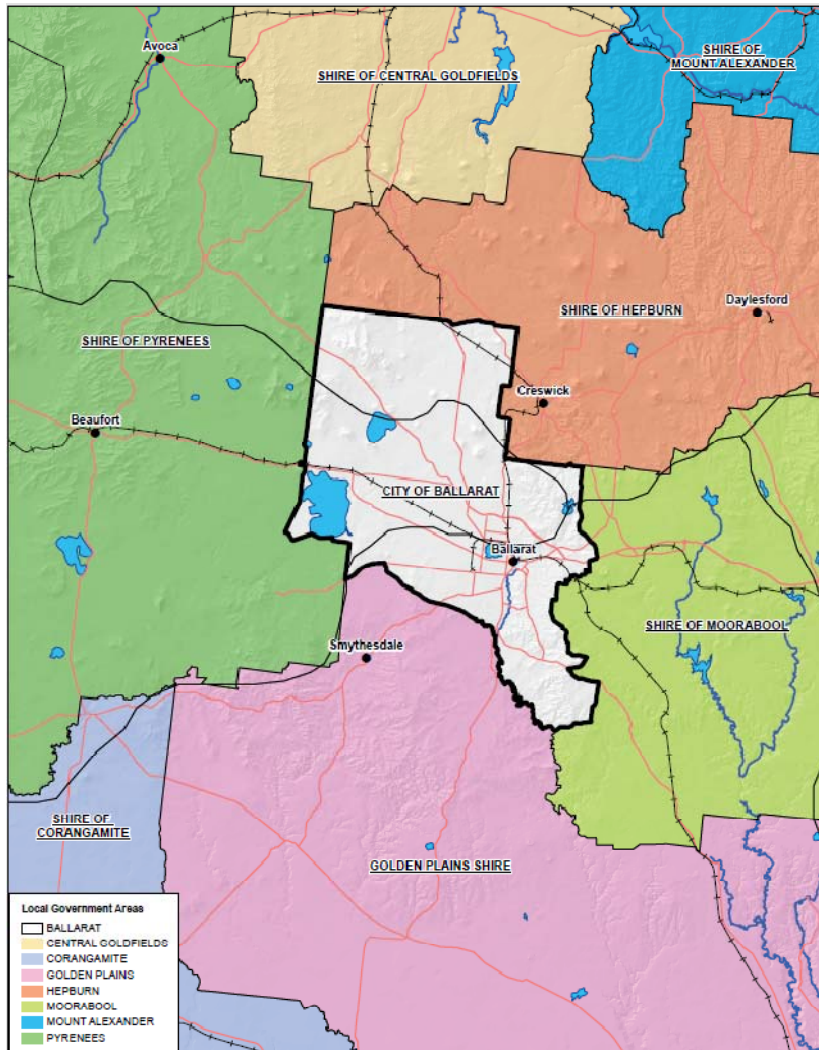 Avoca
SHIRE OF
MOUNT ALEXANDER
SHIRE OF CENTRAL GOLDFIELDS
Daylesford
SHIRE OF HEPBURN
SHIRE OF PYRENEES
Creswick
Beaufort
CITY OF BALLARAT
Ballarat
SHIRE OF MOORABOOL
Smythesdale
SHIRE OF
CORANGAMITE
GOLDEN PLAINS SHIRE
Local Government Areas
BALLARAT
CENTRAL GOLDFIELDS
CORANGAMITE
GOLDEN PLAINS
HEPBURN
MOORABOOL
MOUNT ALEXANDER
PYRENEES